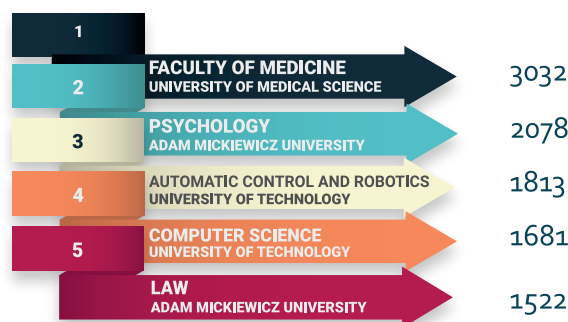 1
FACULTY OF MEDICINE
UNIVERSITY OF MEDICAL SCIENCE
3032
2
PSYCHOLOGY
ADAM MICKIEWICZ UNIVERSITY
2078
3
AUTOMATIC CONTROL AND ROBOTICS
UNIVERSITY OF TECHNOLOGY
1813
4
COMPUTER SCIENCE
UNIVERSITY OF TECHNOLOGY
1681
5
LAW
ADAM MICKIEWICZ UNIVERSITY
1522